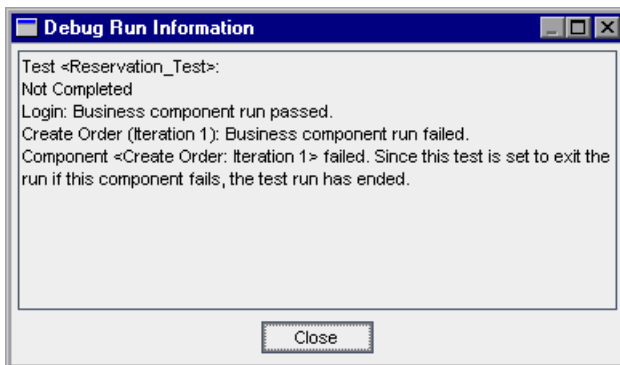 Debug Run Information
Test <Reservation_Test>:
Not Completed
Login: Business component run passed.
Create Order (Iteration 1): Business component run failed.
Component <Create Order: Iteration 1> failed. Since this test is set to exit the
run if this component fails, the test run has ended.
Close